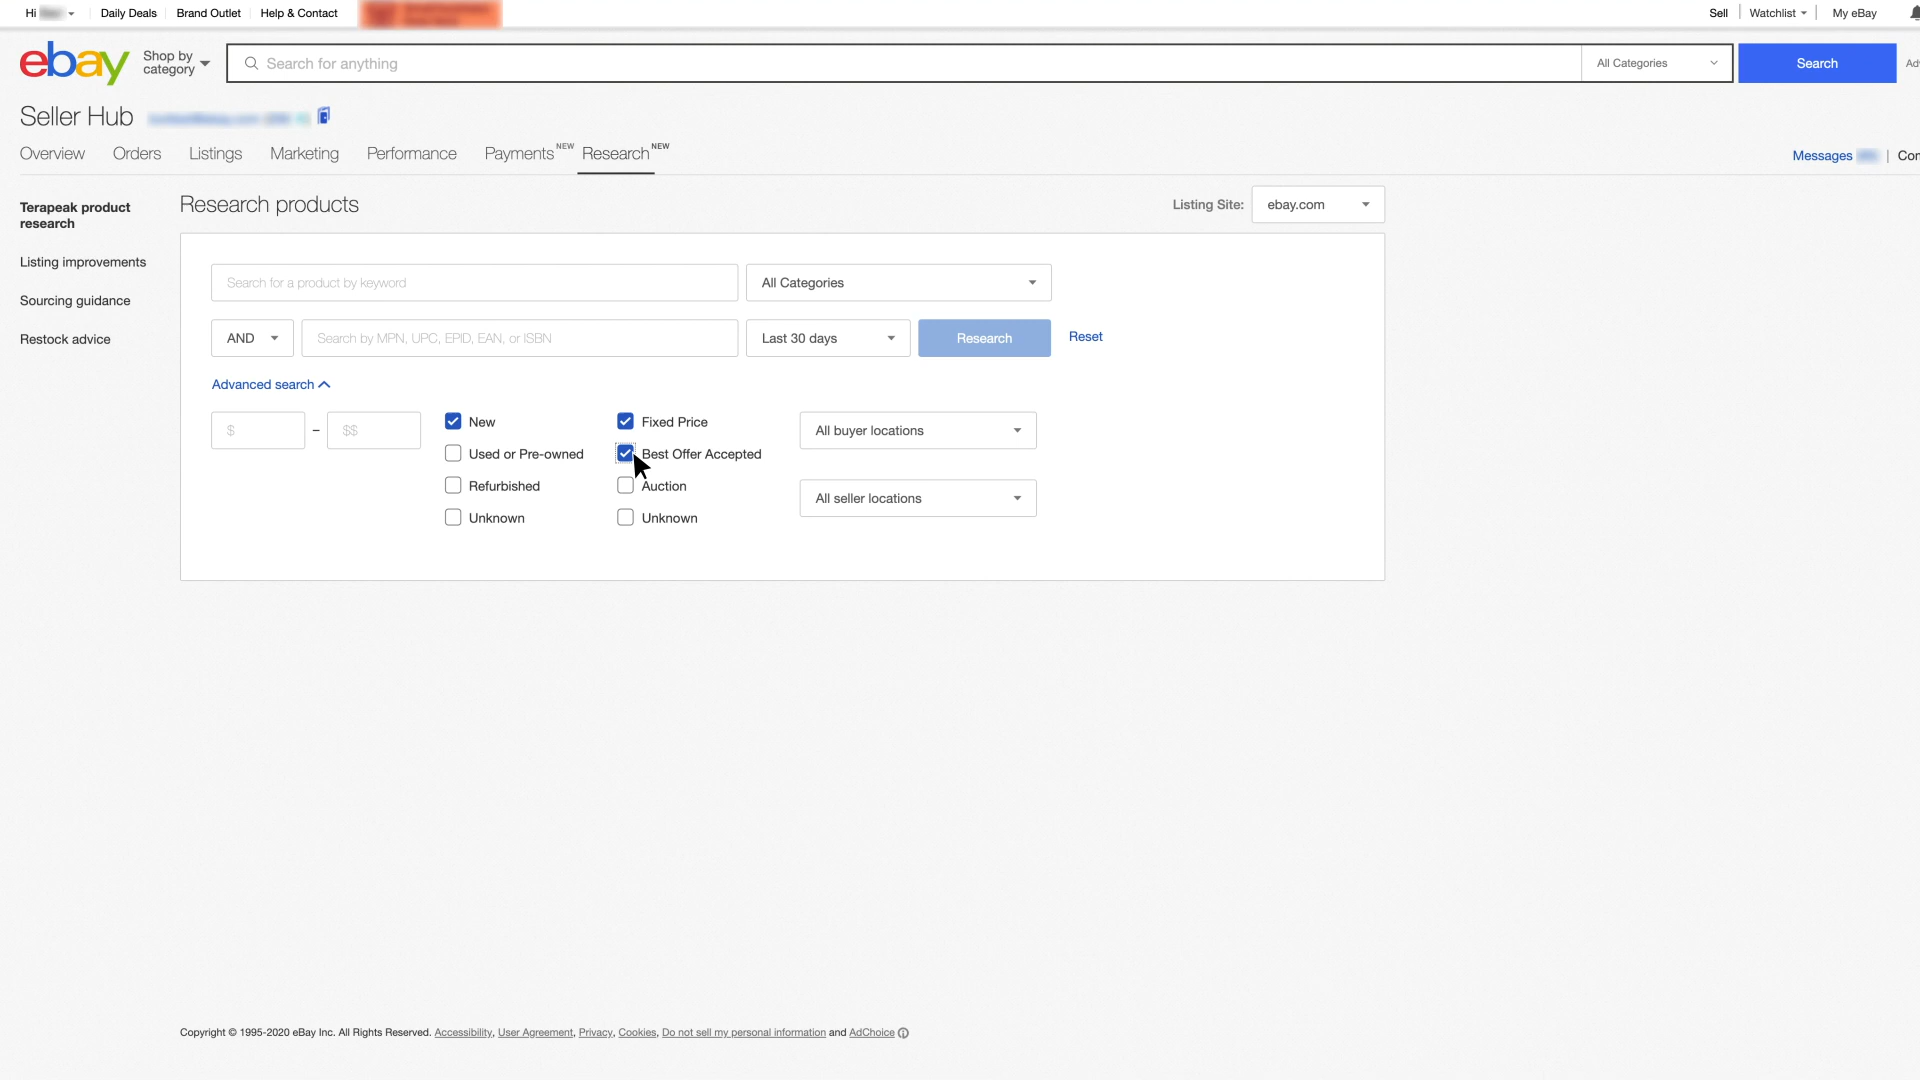 Hi
Daily Deals
Brand Outlet
Help & Contact
Sell
Watchlist
My eBay
ebay
Shop by
category
Search for anything
All Categories
Search
Seller Hub
Overview
Orders
Listings
Marketing
Performance
Payments NEW
Research NEW
Messages
Terapeak product
research
Listing improvements
Sourcing guidance
Restock advice
Research products
Listing Site:
ebay.com
Search for a product by keyword
All Categories
AND
Search by MPN, UPC, EPID, EAN, or ISBN
Last 30 days
Research
Reset
Advanced search
$
–
$$
New
Used or Pre-owned
Refurbished
Unknown
Fixed Price
Best Offer Accepted
Auction
Unknown
All buyer locations
All seller locations
Copyright © 1995-2020 eBay Inc. All Rights Reserved. Accessibility, User Agreement, Privacy, Cookies, Do not sell my personal information and AdChoice